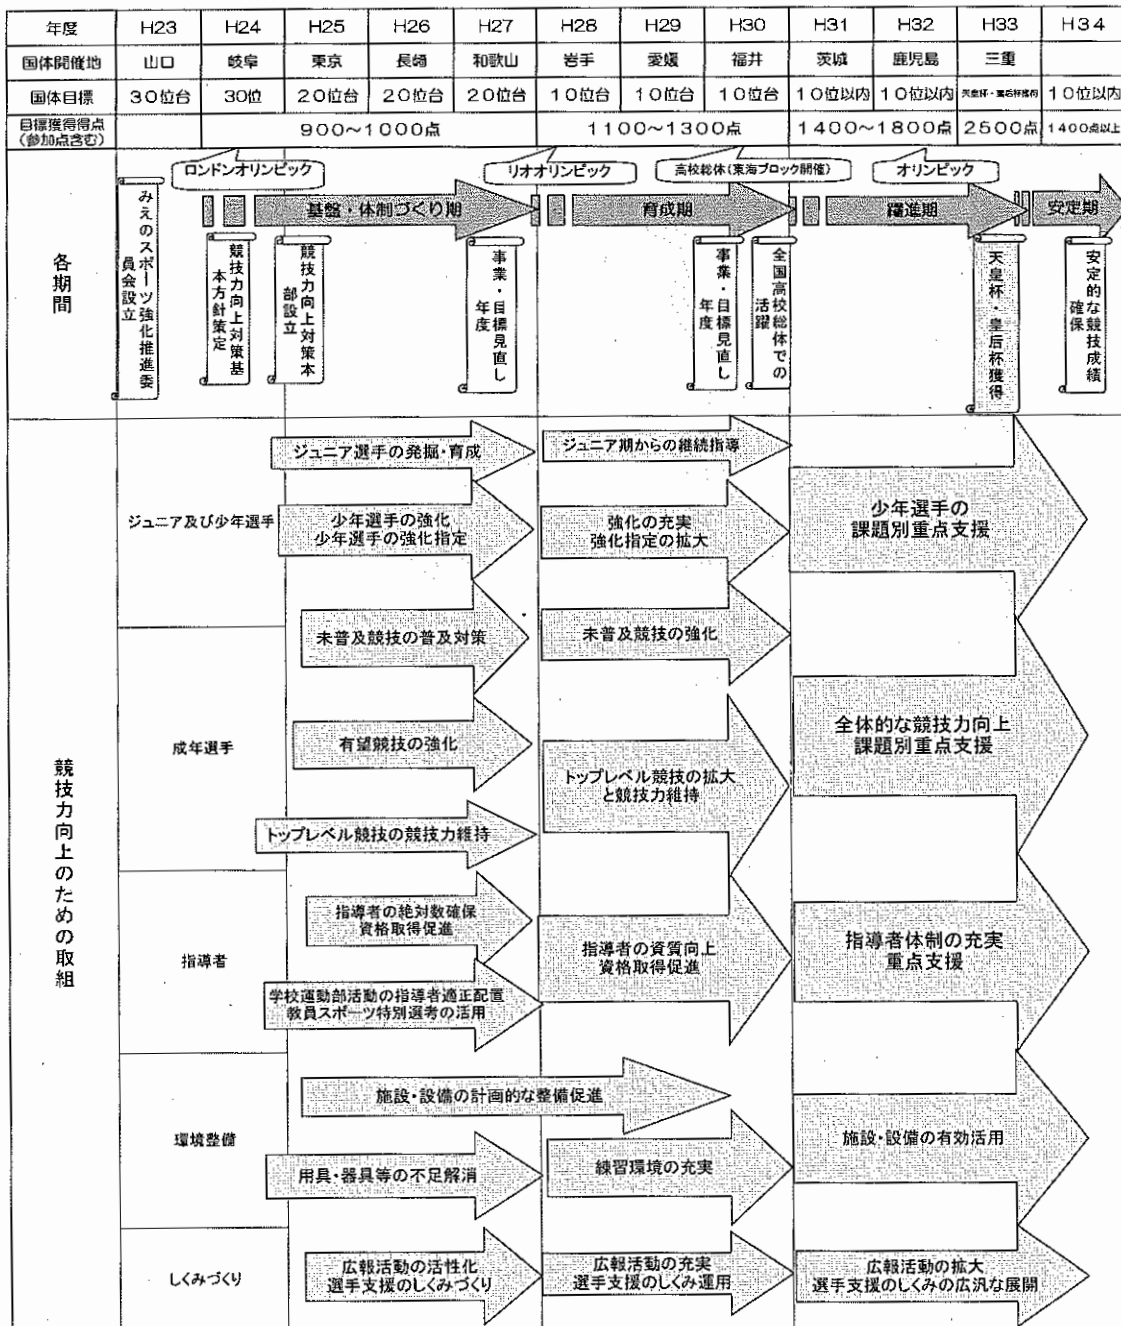 年度 H23 H24 H25 H26 H27 H28 H29 H30 H31 H32 H33 H34
国体開催地 山口 岐阜 東京 長崎 和歌山 岩手 愛媛 福井 茨城 鹿児島 三重
国体目標 30位台 30位 20位台 20位台 20位台 10位台 10位台 10位台 10位以内 10位以内 天皇杯・皇后杯獲得 10位以内
目標獲得得点
(参加点含む)
900～1000点 1100～1300点 1400～1800点 2500点 1400点以上
ロンドンオリンピック リオオリンピック 高校総体(東海ブロック開催) オリンピック
各期間
基盤・体制づくり期 育成期 躍進期 安定期
みえのスポーツ強化推進委
員会設立
競技力向上対策基
本方針策定
競技力向上対策本
部設立
事業・目標見直し
年度
事業・目標見直し
年度
全国高校総体での
活躍
天皇杯・皇后杯獲得
安定的な競技成績
確保
競技力向上のための取組
ジュニア及び少年選手
ジュニア選手の発掘・育成
ジュニア期からの継続指導
少年選手の強化
少年選手の強化指定
強化の充実
強化指定の拡大
少年選手の
課題別重点支援
未普及競技の普及対策
未普及競技の強化
成年選手
有望競技の強化
トップレベル競技の競技力維持
トップレベル競技の拡大
と競技力維持
全体的な競技力向上
課題別重点支援
指導者
指導者の絶対数確保
資格取得促進
学校運動部活動の指導者適正配置
教員スポーツ特別選考の活用
指導者の資質向上
資格取得促進
指導者体制の充実
重点支援
環境整備
施設・設備の計画的な整備促進
用具・器具等の不足解消
練習環境の充実
施設・設備の有効活用
しくみづくり
広報活動の活性化
選手支援のしくみづくり
広報活動の充実
選手支援のしくみ運用
広報活動の拡大
選手支援のしくみの広汎な展開